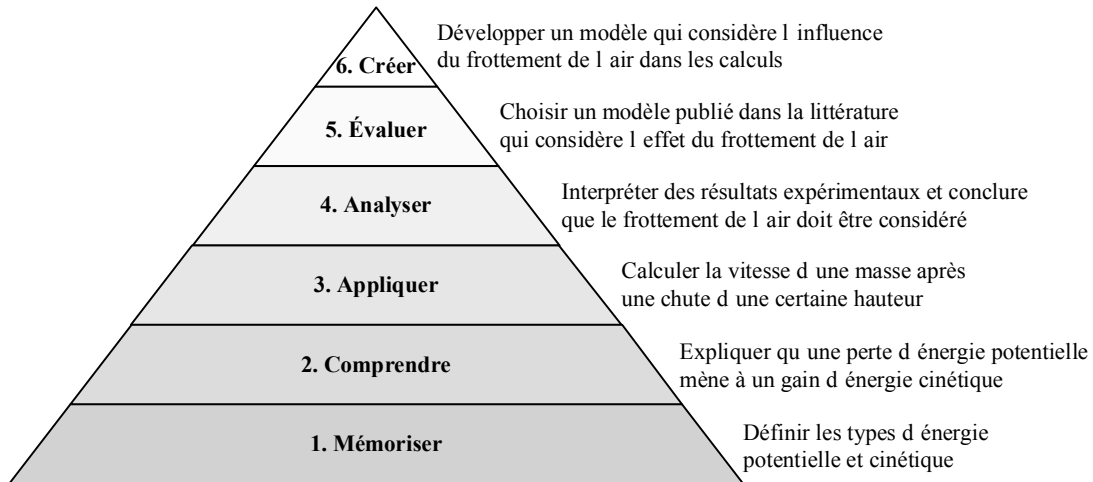 6. Créer
Développer un modèle qui considère l influence
du frottement de l air dans les calculs
5. Évaluer
Choisir un modèle publié dans la littérature
qui considère l effet du frottement de l air
4. Analyser
Interpréter des résultats expérimentaux et conclure
que le frottement de l air doit être considéré
3. Appliquer
Calculer la vitesse d une masse après
une chute d une certaine hauteur
2. Comprendre
Expliquer qu une perte d énergie potentielle
mène à un gain d énergie cinétique
1. Mémoriser
Définir les types d énergie
potentielle et cinétique